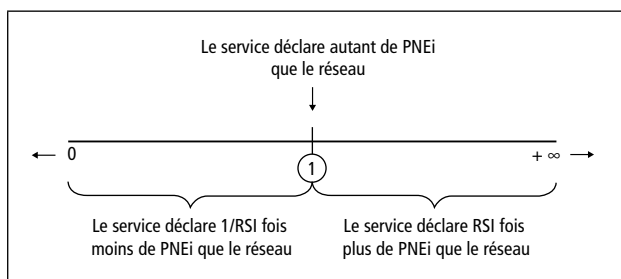 Le service déclare autant de PNEi
que le réseau
0
1
+ ∞
Le service déclare 1/RSI fois
moins de PNEi que le réseau
Le service déclare RSI fois
plus de PNEi que le réseau